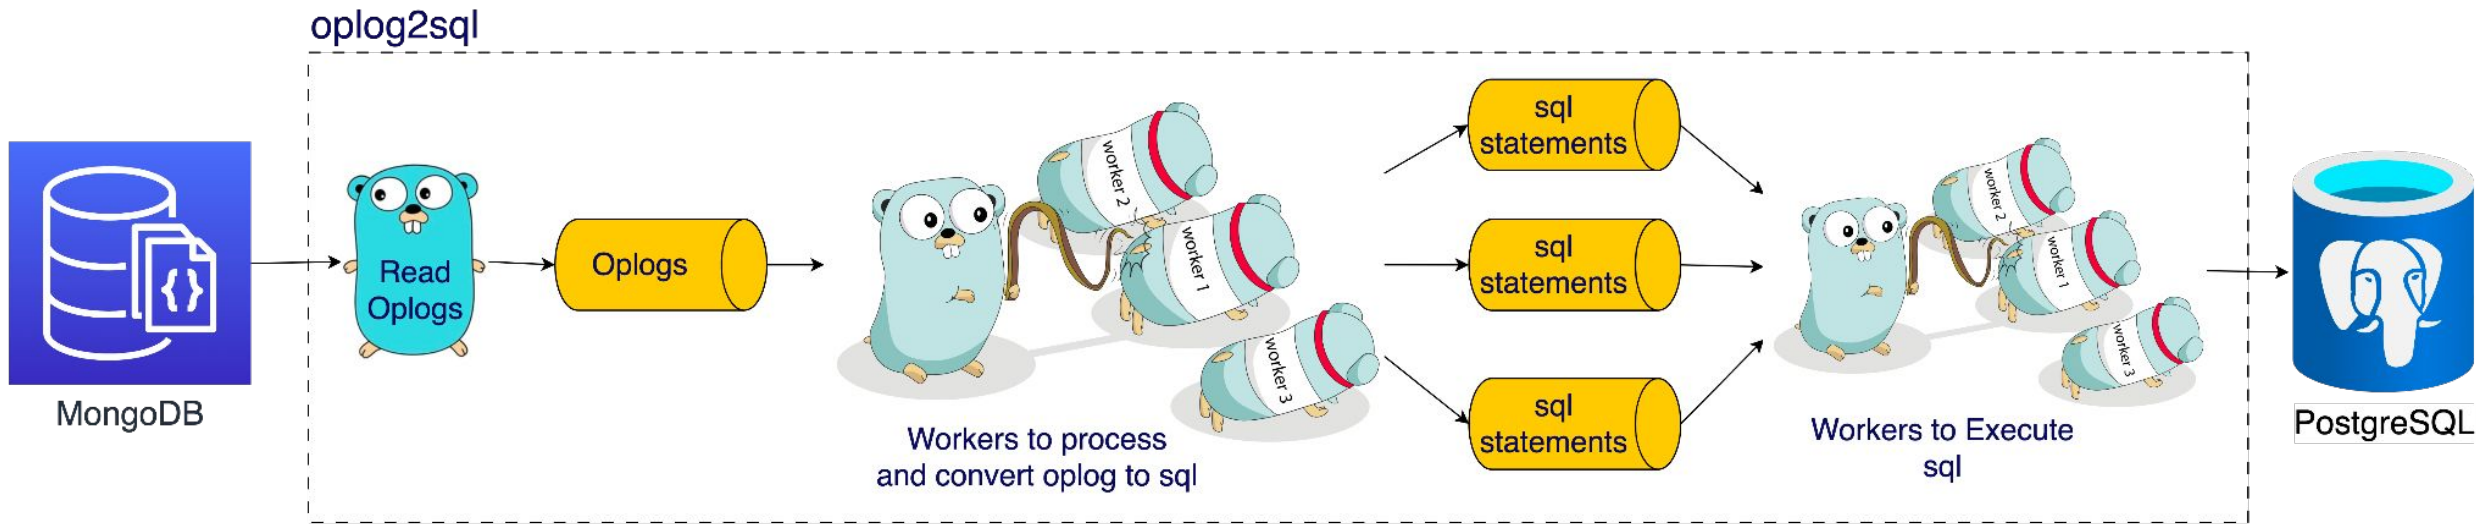 oplog2sql
MongoDB
Read
Oplogs
Oplogs
worker 2
worker 1
worker 3
Workers to process
and convert oplog to sql
sql
statements
sql
statements
sql
statements
worker 2
worker 1
worker 3
Workers to Execute
sql
PostgreSQL